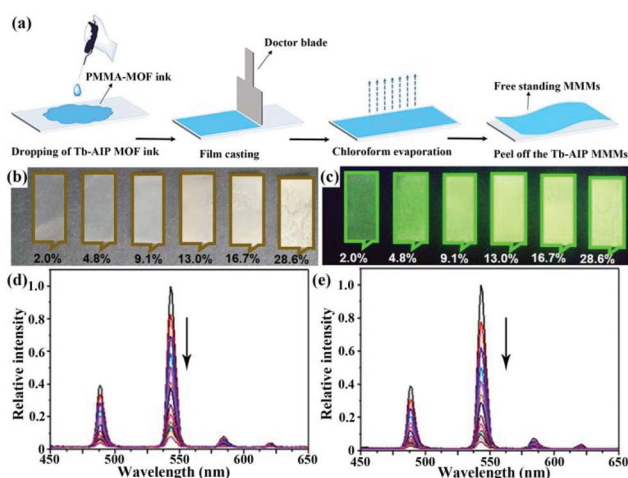 (a)
Doctor blade
PMMA-MOF ink
Free standing MMMs
Dropping of Tb-AIP MOF ink
Film casting
Chloroform evaporation
Peel off the Tb-AIP MMMs
(b)
2.0% 4.8% 9.1% 13.0% 16.7% 28.6%
(c)
2.0% 4.8% 9.1% 13.0% 16.7% 28.6%
(d)
Relative intensity
1.0
0.8
0.6
0.4
0.2
0
450 500 550 600 650
Wavelength (nm)
(e)
Relative intensity
1.0
0.8
0.6
0.4
0.2
0
450 500 550 600 650
Wavelength (nm)